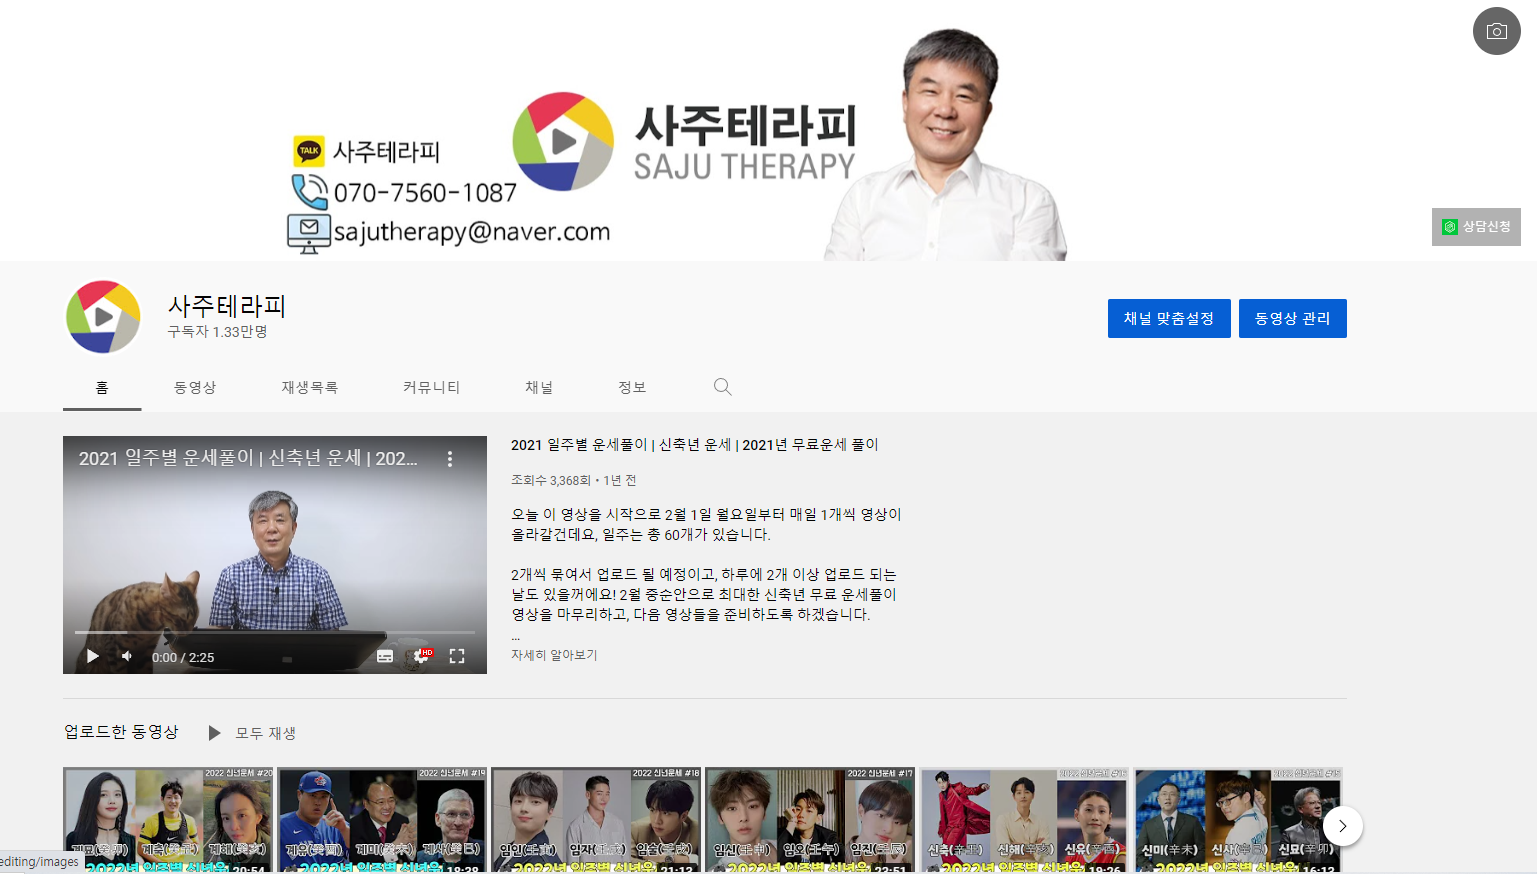 TALK 사주테라피
070-7560-1087
sajutherapy@naver.com
사주테라피
SAJU THERAPY
상담신청
사주테라피
구독자 1.33만명
채널 맞춤설정
동영상 관리
홈 동영상 재생목록 커뮤니티 채널 정보
2021 일주별 운세풀이 | 신축년 운세 | 202...
0:00 / 2:25
HD
2021 일주별 운세풀이 | 신축년 운세 | 2021년 무료운세 풀이
조회수 3,368회 • 1년 전
오늘 이 영상을 시작으로 2월 1일 월요일부터 매일 1개씩 영상이
올라갈건데요, 일주는 총 60개가 있습니다.
2개씩 묶여서 업로드 될 예정이고, 하루에 2개 이상 업로드 되는
날도 있을꺼에요! 2월 중순안으로 최대한 신축년 무료 운세풀이
영상을 마무리하고, 다음 영상들을 준비하도록 하겠습니다.
...
자세히 알아보기
업로드한 동영상 모두 재생
2022 신년운세 #20
계축(癸丑) 계해(癸亥)
2022년 일주별 신년운
20:54
2022 신년운세 #19
계유(癸酉) 계미(癸未) 계사(癸巳)
2022년 일주별 신년운
18:38
2022 신년운세 #18
임인(壬寅) 임자(壬子) 임술(壬戌)
2022년 일주별 신년운
21:13
2022 신년운세 #17
임신(壬申) 임오(壬午) 임진(壬辰)
2022년 일주별 신년운
23:51
2022 신년운세 #16
신축(辛丑) 신해(辛亥) 신유(辛酉)
2022년 일주별 신년운
19:26
2022 신년운세 #15
신미(辛未) 신사(辛巳) 신묘(辛卯)
2022년 일주별 신년운
16:13
editing/images